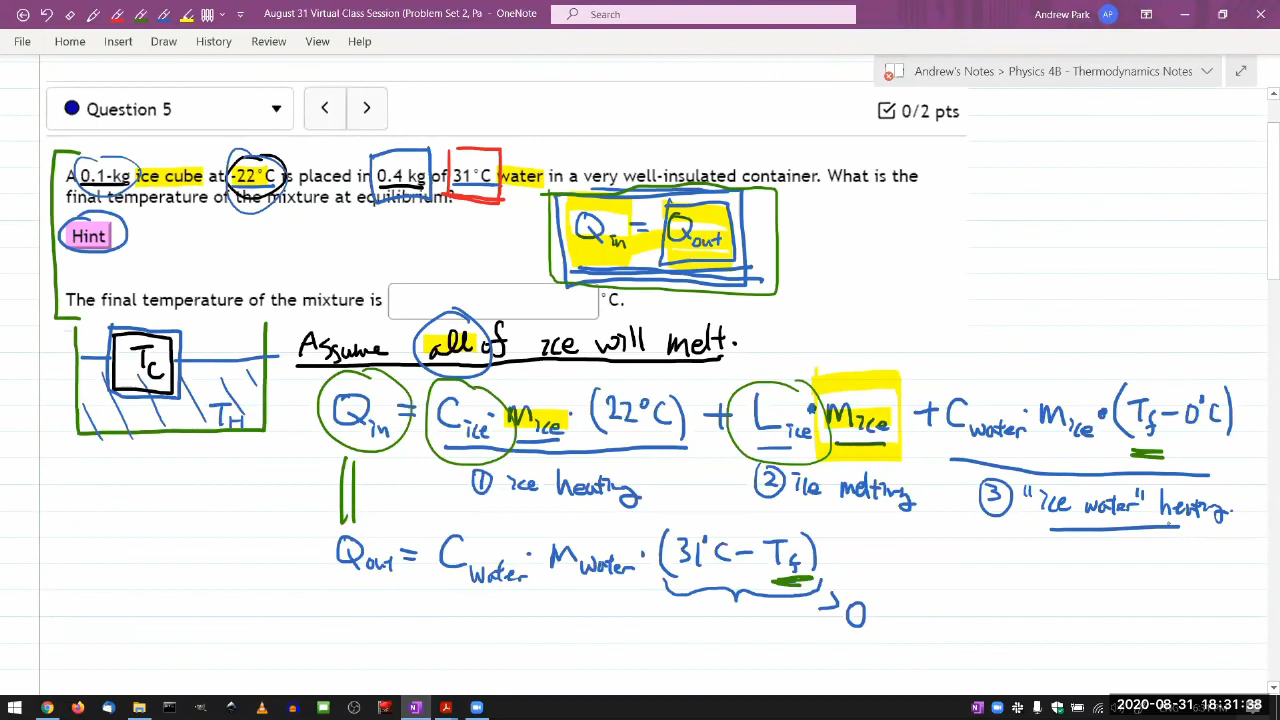 August 31 Virtual Class Session (Problem Set 2, Pa - OneNote
Search
Andrew Park
AP
File Home Insert Draw History Review View Help
Andrew's Notes > Physics 4B - Thermodynamics Notes
Question 5
0/2 pts
A 0.1-kg ice cube at -22°C is placed in 0.4 kg of 31°C water in a very well-insulated container. What is the
final temperature of the mixture at equilibrium?
Hint
Q in = Q out
The final temperature of the mixture is °C.
Assume all of ice will melt.
T_C
T_H
Q_in = C_ice · m_ice · (22°C) + L_ice · m_ice + C_water · m_ice · (T_f - 0°C)
① ice heating ② ice melting ③ "ice water" heating.
Q_out = C_water · m_water · (31°C - T_f)
> 0
2020-08-31 18:31:38